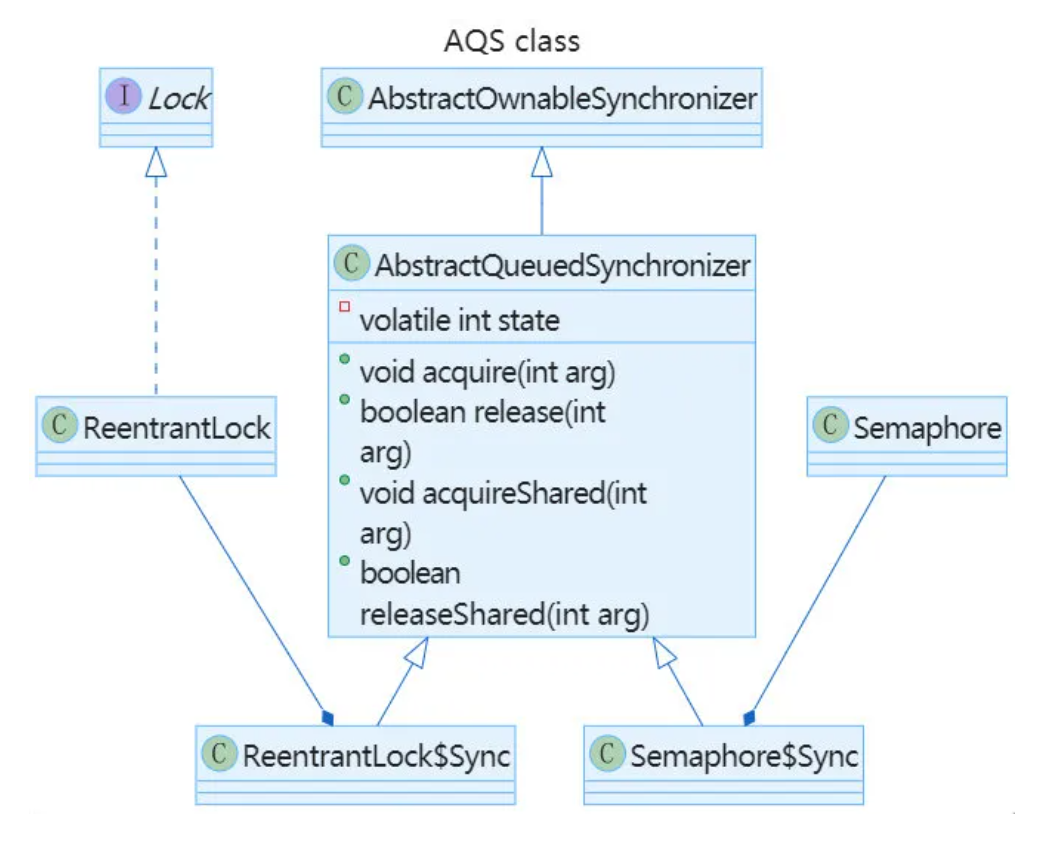 AQS class
I Lock
C AbstractOwnableSynchronizer
C AbstractQueuedSynchronizer
volatile int state
void acquire(int arg)
boolean release(int
arg)
void acquireShared(int
arg)
boolean
releaseShared(int arg)
C ReentrantLock
C Semaphore
C ReentrantLock$Sync
C Semaphore$Sync